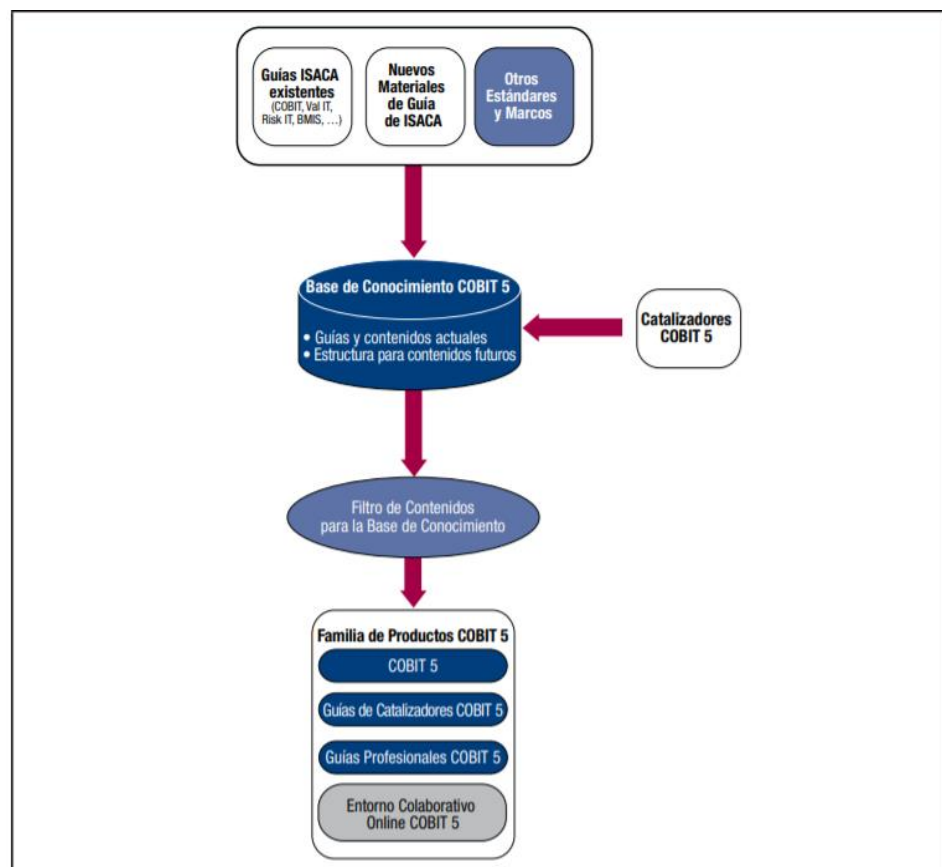 Guías ISACA
existentes
(COBIT, Val IT,
Risk IT, BMIS, …)
Nuevos
Materiales
de Guía
de ISACA
Otros
Estándares
y Marcos
Base de Conocimiento COBIT 5
• Guías y contenidos actuales
• Estructura para contenidos futuros
Catalizadores
COBIT 5
Filtro de Contenidos
para la Base de Conocimiento
Familia de Productos COBIT 5
COBIT 5
Guías de Catalizadores COBIT 5
Guías Profesionales COBIT 5
Entorno Colaborativo
Online COBIT 5